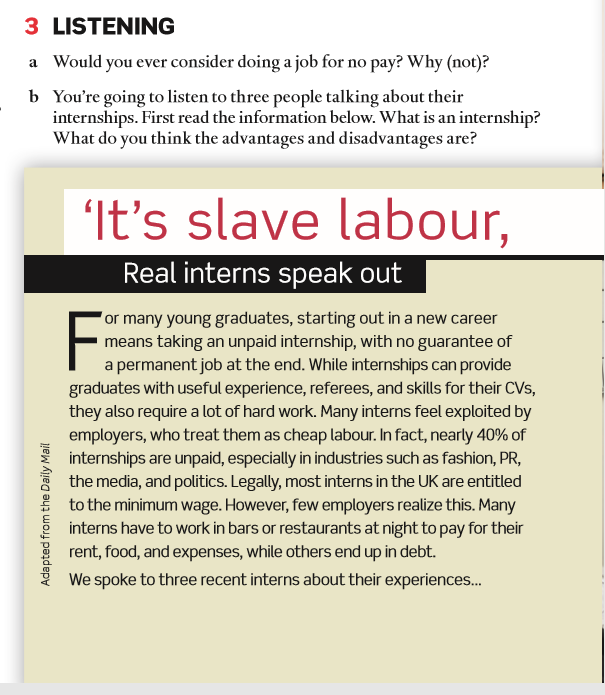 3 LISTENING
a Would you ever consider doing a job for no pay? Why (not)?
b You're going to listen to three people talking about their
internships. First read the information below. What is an internship?
What do you think the advantages and disadvantages are?
‘It's slave labour,
Real interns speak out
For many young graduates, starting out in a new career
means taking an unpaid internship, with no guarantee of
a permanent job at the end. While internships can provide
graduates with useful experience, referees, and skills for their CVs,
they also require a lot of hard work. Many interns feel exploited by
employers, who treat them as cheap labour. In fact, nearly 40% of
internships are unpaid, especially in industries such as fashion, PR,
the media, and politics. Legally, most interns in the UK are entitled
to the minimum wage. However, few employers realize this. Many
interns have to work in bars or restaurants at night to pay for their
rent, food, and expenses, while others end up in debt.
We spoke to three recent interns about their experiences...
Adapted from the Daily Mail